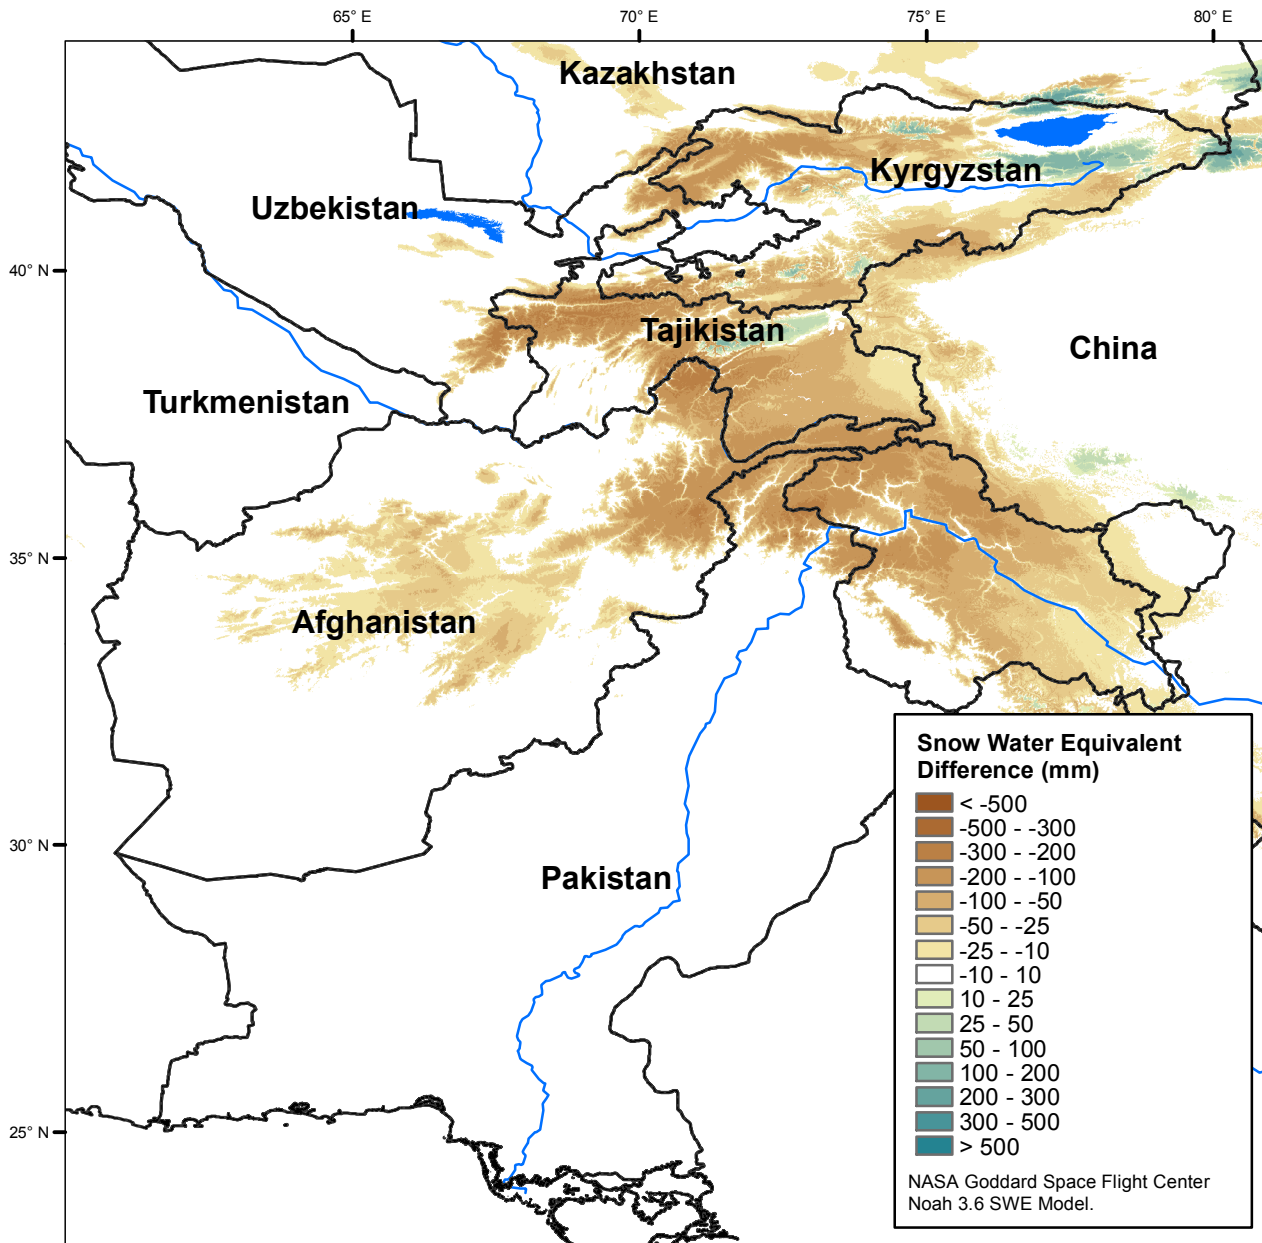 65° E
70° E
75° E
80° E
Kazakhstan
Kyrgyzstan
Uzbekistan
40° N
Tajikistan
China
Turkmenistan
35° N
Afghanistan
Snow Water Equivalent
Difference (mm)
< -500
-500 - -300
-300 - -200
-200 - -100
-100 - -50
-50 - -25
-25 - -10
-10 - 10
10 - 25
25 - 50
50 - 100
100 - 200
200 - 300
300 - 500
> 500
NASA Goddard Space Flight Center
Noah 3.6 SWE Model.
30° N
Pakistan
25° N